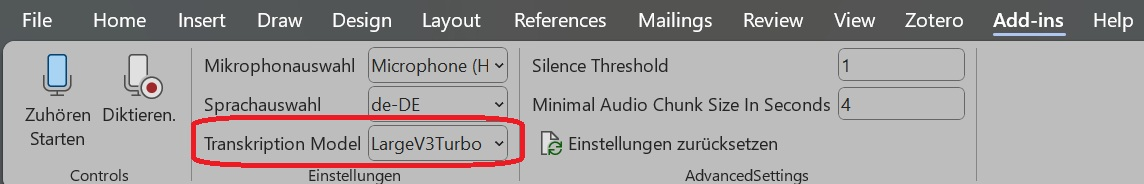 File Home Insert Draw Design Layout References Mailings Review View Zotero Add-ins Help
Zuhören Starten
Diktieren.
Controls
Mikrophonauswahl Microphone (H
Sprachauswahl de-DE
Transkription Model LargeV3Turbo
Einstellungen
Silence Threshold 1
Minimal Audio Chunk Size In Seconds 4
Einstellungen zurücksetzen
AdvancedSettings